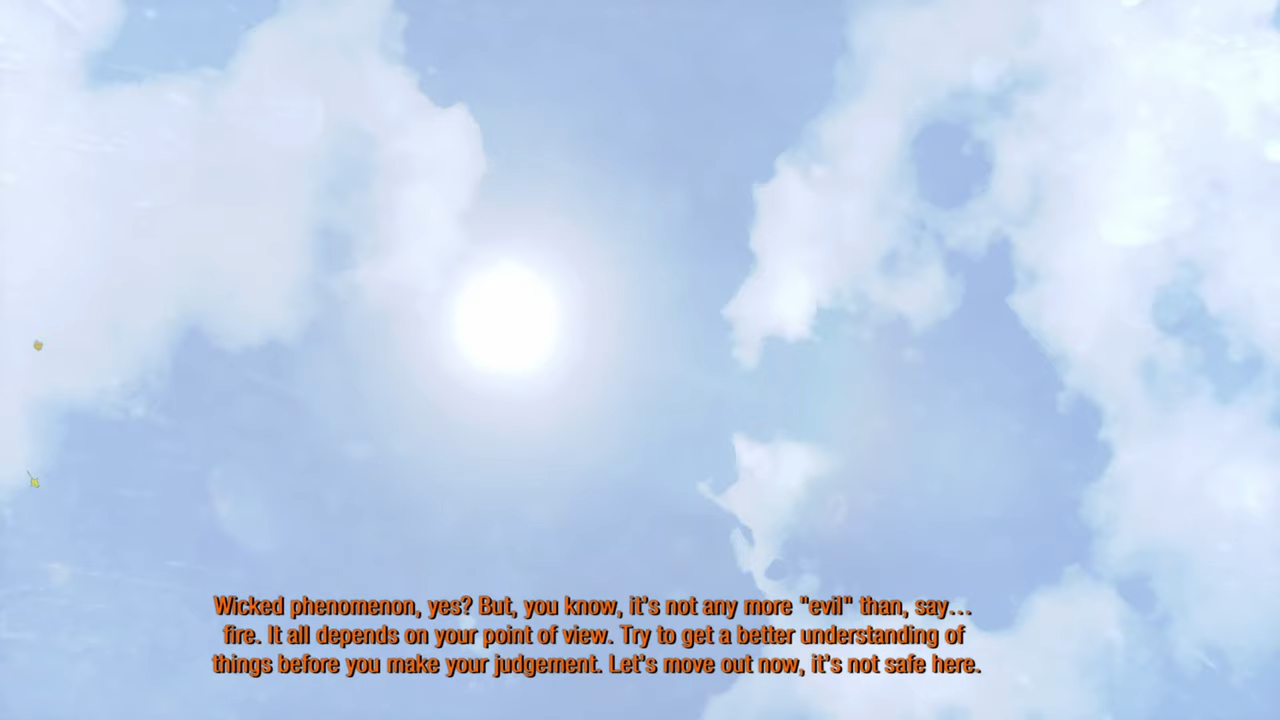 Wicked phenomenon, yes? But, you know, it's not any more "evil" than, say...
fire. It all depends on your point of view. Try to get a better understanding of
things before you make your judgement. Let's move out now, it's not safe here.